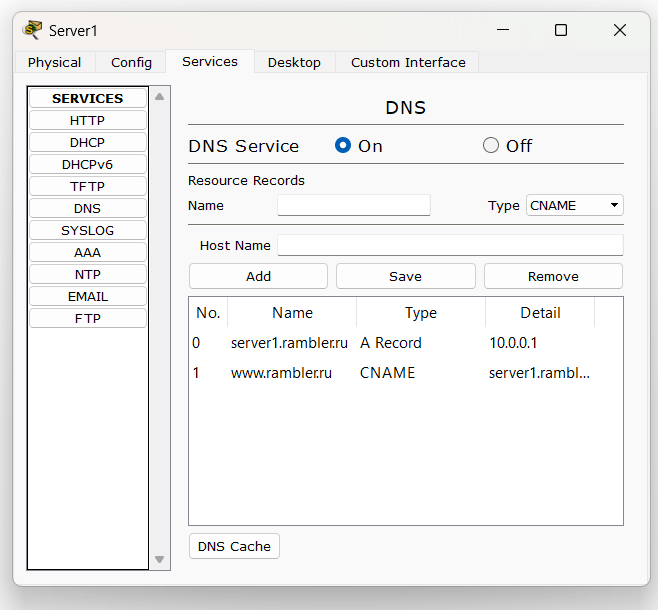 Server1
Physical Config Services Desktop Custom Interface
SERVICES
HTTP
DHCP
DHCPv6
TFTP
DNS
SYSLOG
AAA
NTP
EMAIL
FTP
DNS
DNS Service On Off
Resource Records
Name Type CNAME
Host Name
Add Save Remove
No. Name Type Detail
0 server1.rambler.ru A Record 10.0.0.1
1 www.rambler.ru CNAME server1.rambl...
DNS Cache